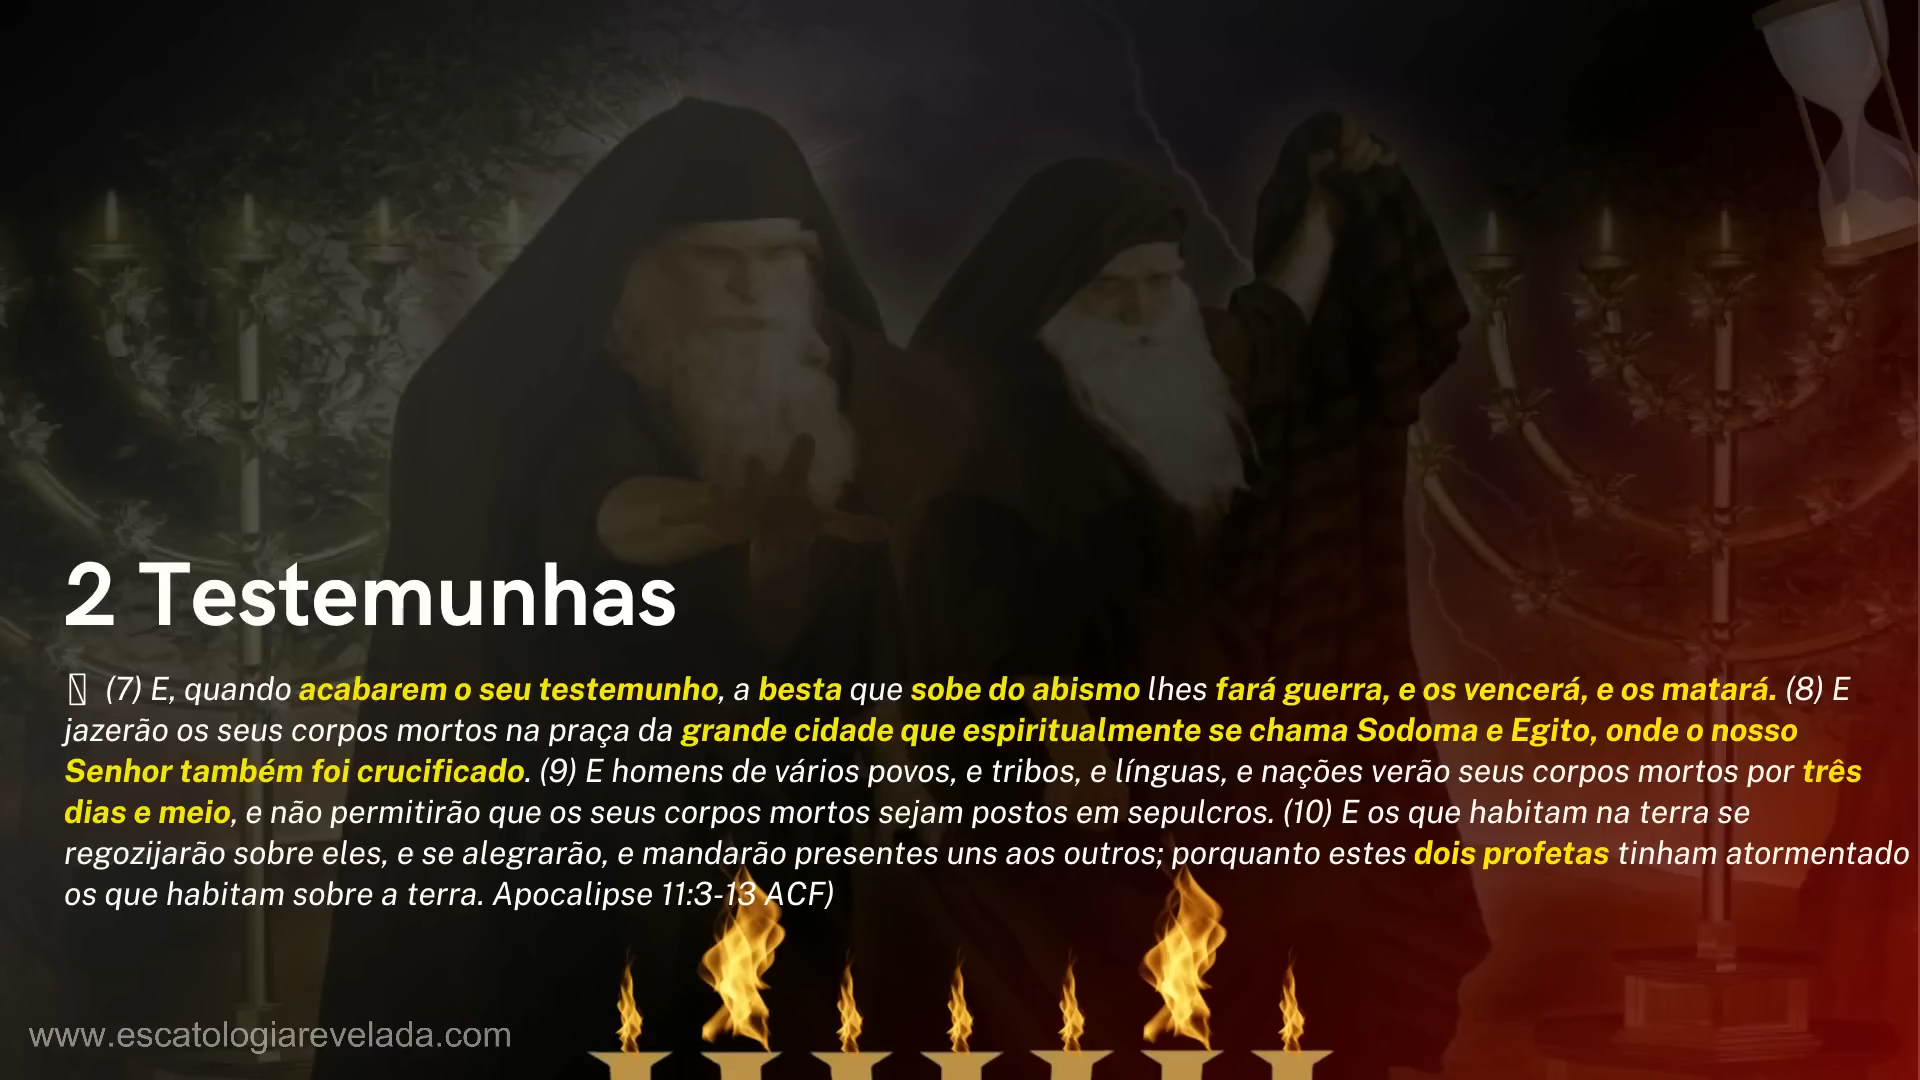 2 Testemunhas
(7) E, quando acabarem o seu testemunho, a besta que sobe do abismo lhes fará guerra, e os vencerá, e os matará. (8) E
jazerão os seus corpos mortos na praça da grande cidade que espiritualmente se chama Sodoma e Egito, onde o nosso
Senhor também foi crucificado. (9) E homens de vários povos, e tribos, e línguas, e nações verão seus corpos mortos por três
dias e meio, e não permitirão que os seus corpos mortos sejam postos em sepulcros. (10) E os que habitam na terra se
regozijarão sobre eles, e se alegrarão, e mandarão presentes uns aos outros; porquanto estes dois profetas tinham atormentado
os que habitam sobre a terra. Apocalipse 11:3-13 ACF)
www.escatologiarevelada.com